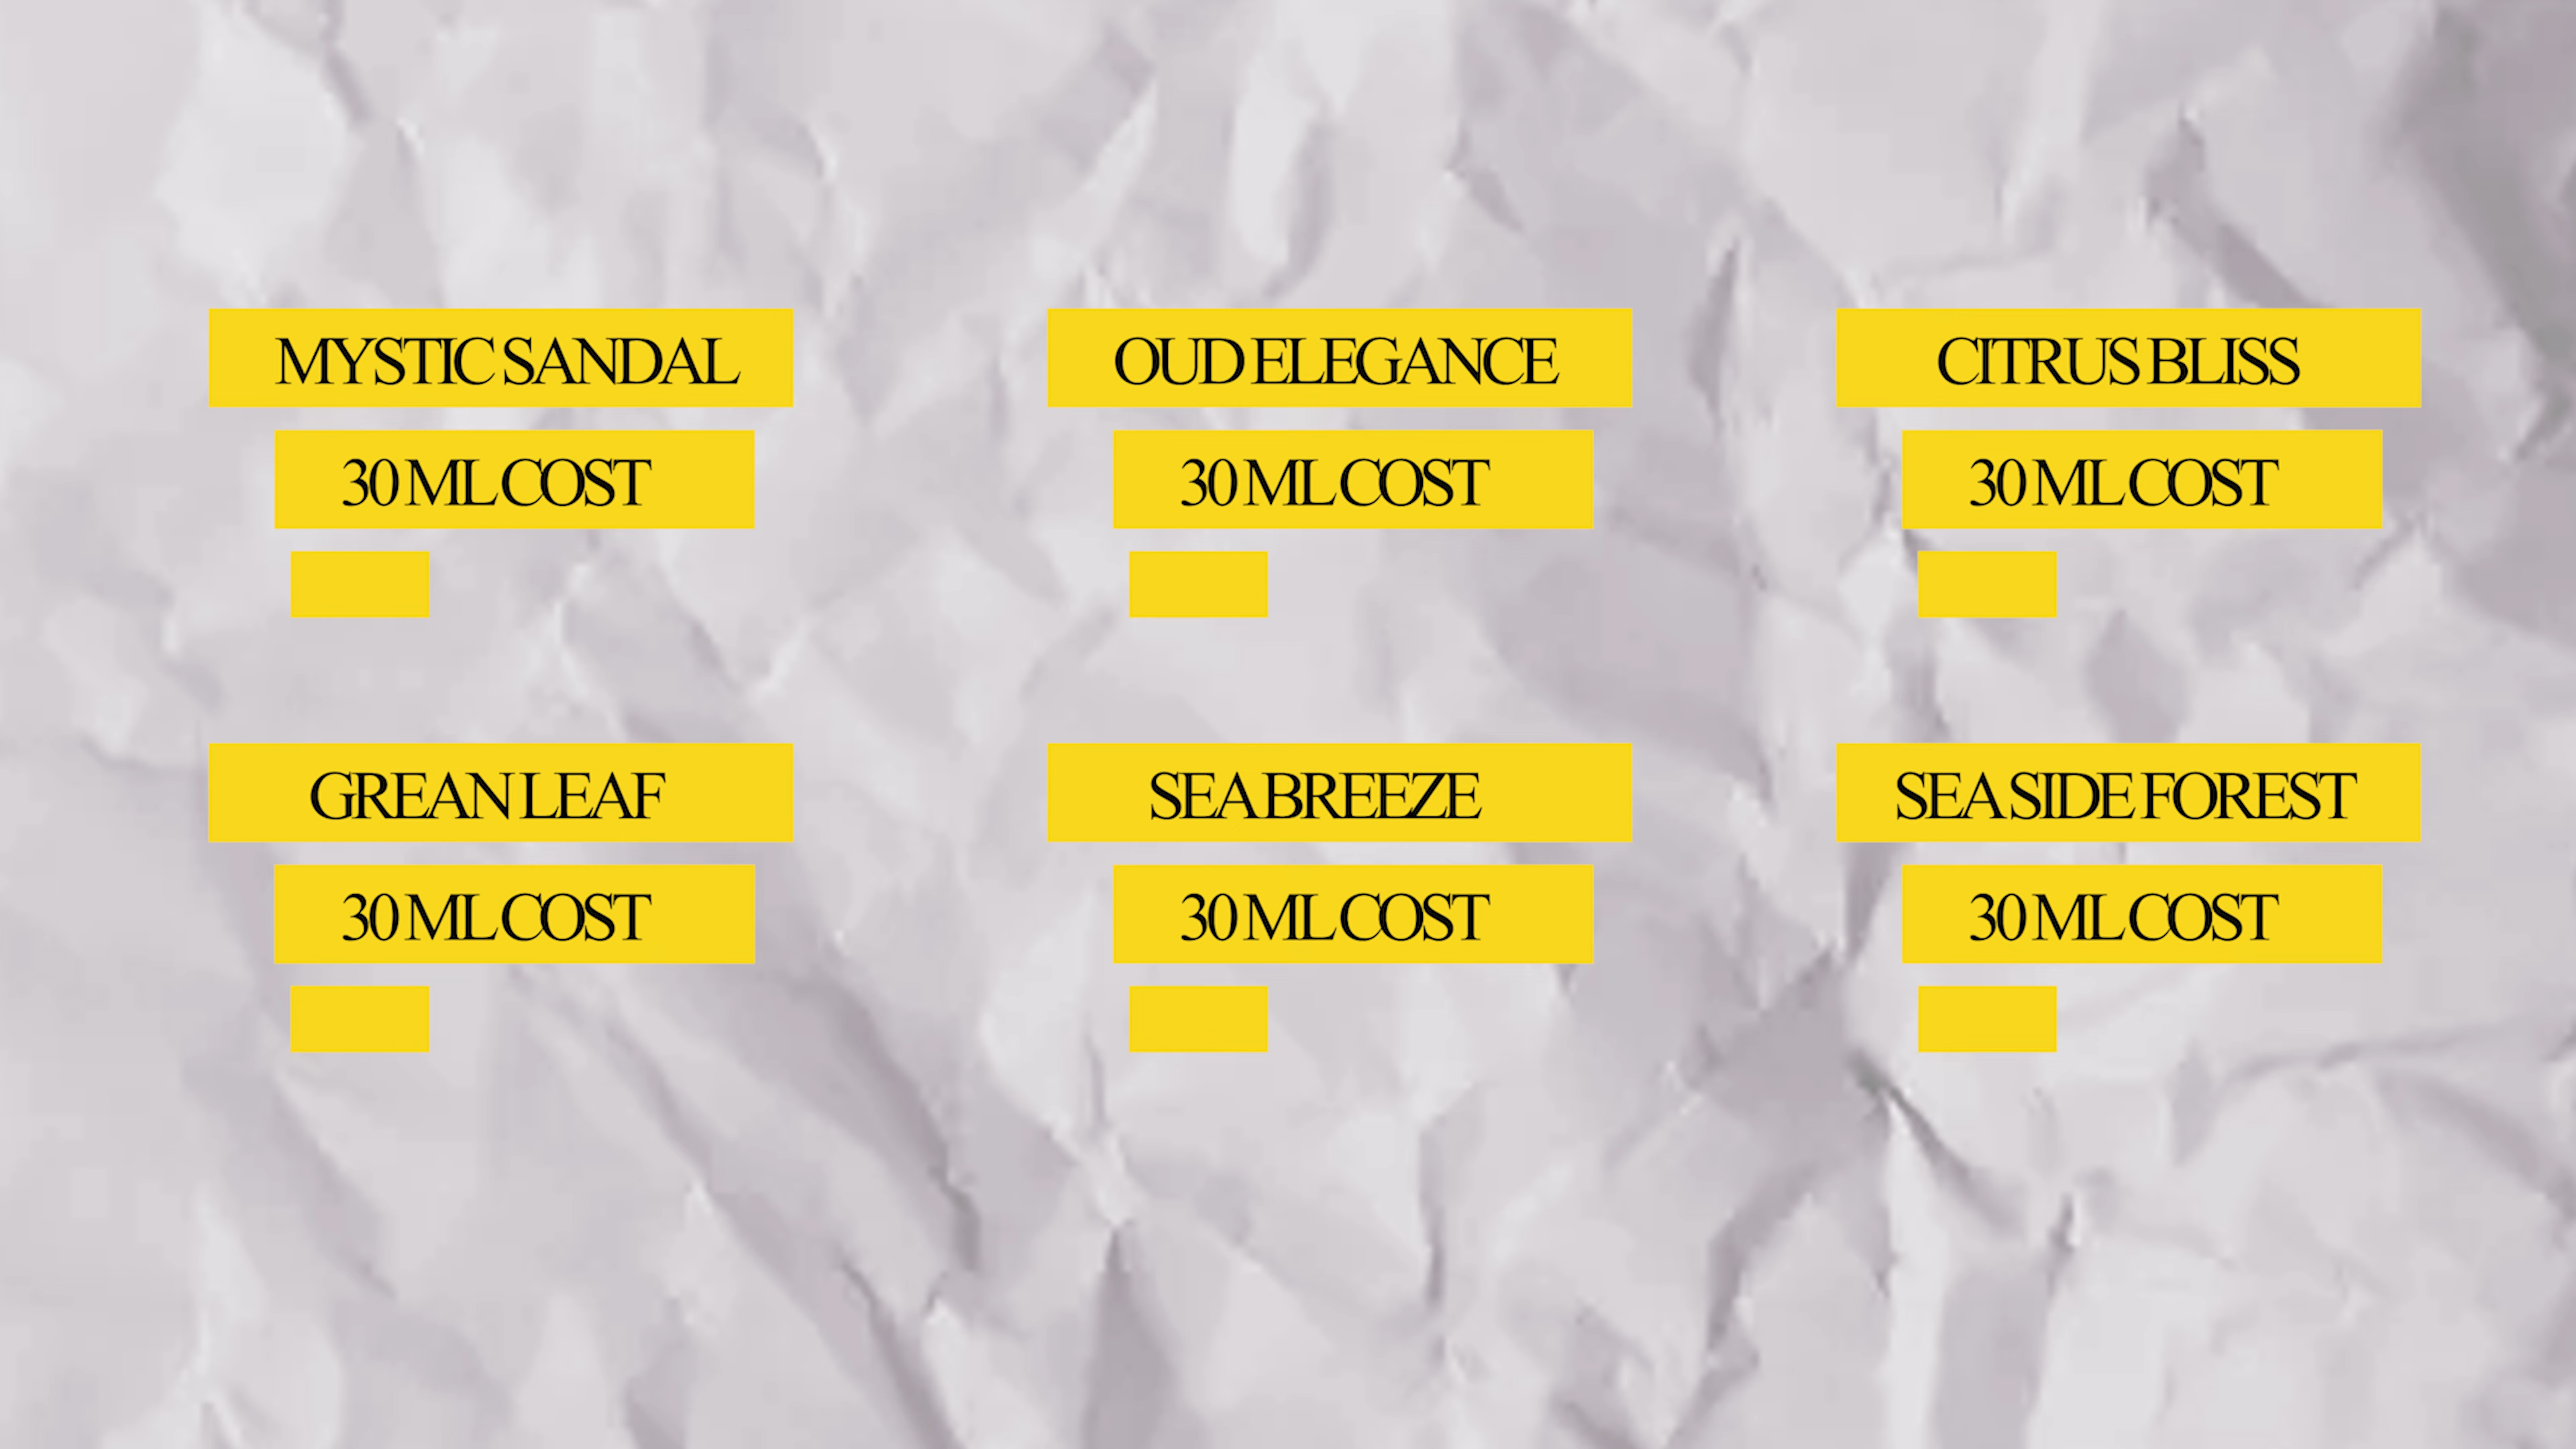 MYSTIC SANDAL
30 ML COST
OUD ELEGANCE
30 ML COST
CITRUS BLISS
30 ML COST
GREAN LEAF
30 ML COST
SEA BREEZE
30 ML COST
SEA SIDE FOREST
30 ML COST